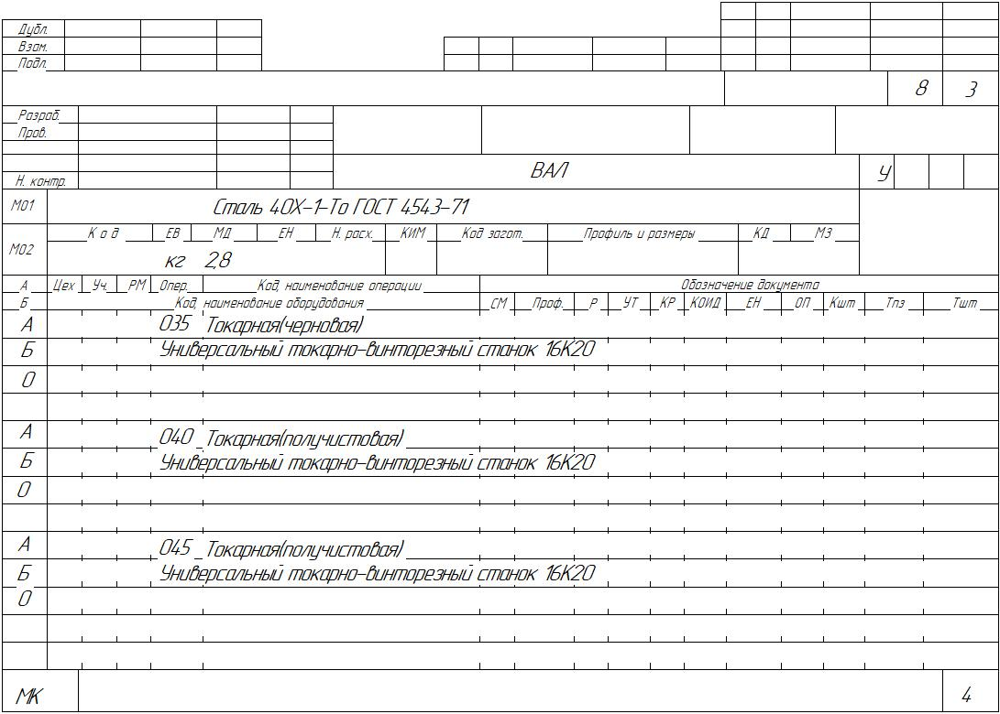 Дубл.
Взам.
Подл.
8 3
Разраб.
Пров.
Н. контр.
ВАЛ У
М01 Сталь 40Х-1-То ГОСТ 4543-71
М02 Код ЕВ МД ЕН Н. расх. КИМ Код загот. Профиль и размеры КД МЗ
кг 2,8
А Цех Уч. РМ Опер. Код, наименование операции Обозначение документа
Б Код, наименование оборудования СМ Проф. Р УТ КР КОИД ЕН ОП Кшт Тпз Тшт
А 035 Токарная(черновая)
Б Универсальный токарно-винторезный станок 16К20
О
А 040 Токарная(получистовая)
Б Универсальный токарно-винторезный станок 16К20
О
А 045 Токарная(получистовая)
Б Универсальный токарно-винторезный станок 16К20
О
МК 4